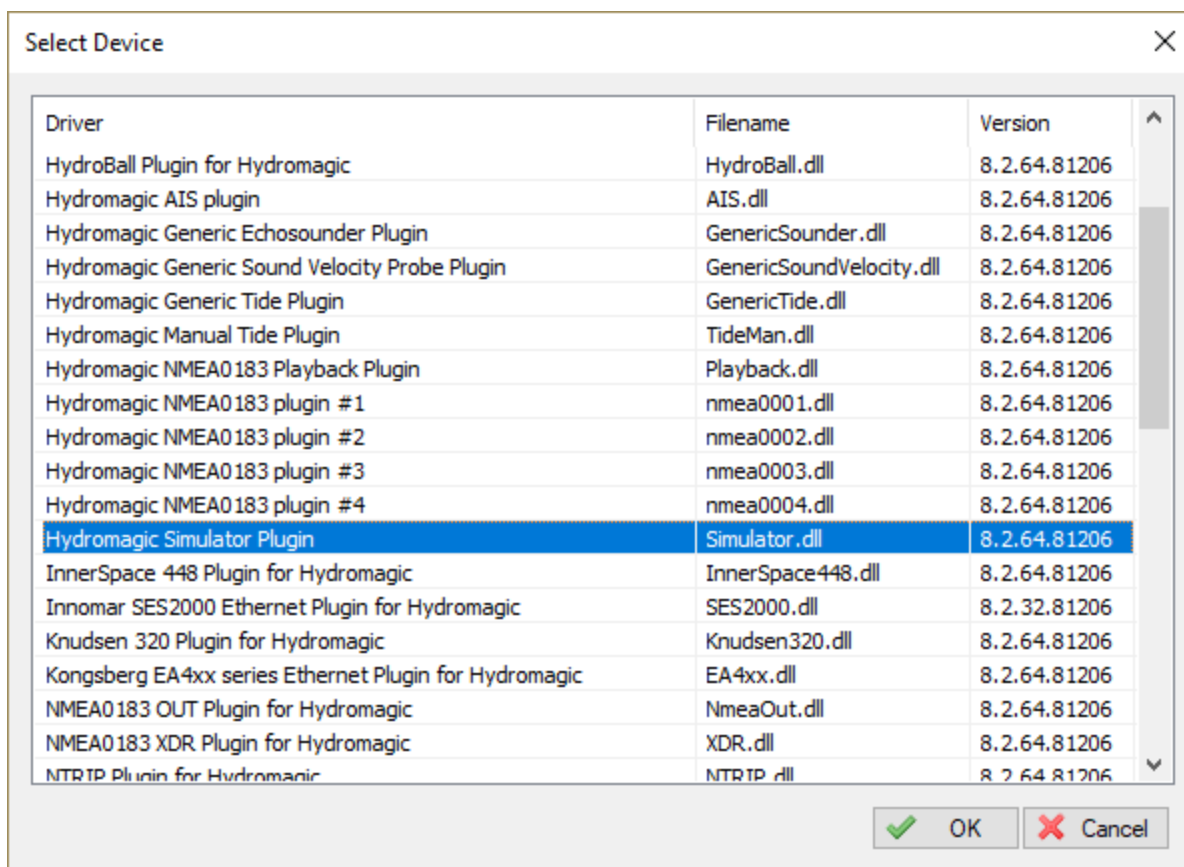 Select Device
Driver Filename Version
HydroBall Plugin for Hydromagic HydroBall.dll 8.2.64.81206
Hydromagic AIS plugin AIS.dll 8.2.64.81206
Hydromagic Generic Echosounder Plugin GenericSounder.dll 8.2.64.81206
Hydromagic Generic Sound Velocity Probe Plugin GenericSoundVelocity.dll 8.2.64.81206
Hydromagic Generic Tide Plugin GenericTide.dll 8.2.64.81206
Hydromagic Manual Tide Plugin TideMan.dll 8.2.64.81206
Hydromagic NMEA0183 Playback Plugin Playback.dll 8.2.64.81206
Hydromagic NMEA0183 plugin #1 nmea0001.dll 8.2.64.81206
Hydromagic NMEA0183 plugin #2 nmea0002.dll 8.2.64.81206
Hydromagic NMEA0183 plugin #3 nmea0003.dll 8.2.64.81206
Hydromagic NMEA0183 plugin #4 nmea0004.dll 8.2.64.81206
Hydromagic Simulator Plugin Simulator.dll 8.2.64.81206
InnerSpace 448 Plugin for Hydromagic InnerSpace448.dll 8.2.64.81206
Innomar SES2000 Ethernet Plugin for Hydromagic SES2000.dll 8.2.32.81206
Knudsen 320 Plugin for Hydromagic Knudsen320.dll 8.2.64.81206
Kongsberg EA4xx series Ethernet Plugin for Hydromagic EA4xx.dll 8.2.64.81206
NMEA0183 OUT Plugin for Hydromagic NmeaOut.dll 8.2.64.81206
NMEA0183 XDR Plugin for Hydromagic XDR.dll 8.2.64.81206
NTRIP Plugin for Hydromagic NTRIP.dll 8.2.64.81206
OK Cancel